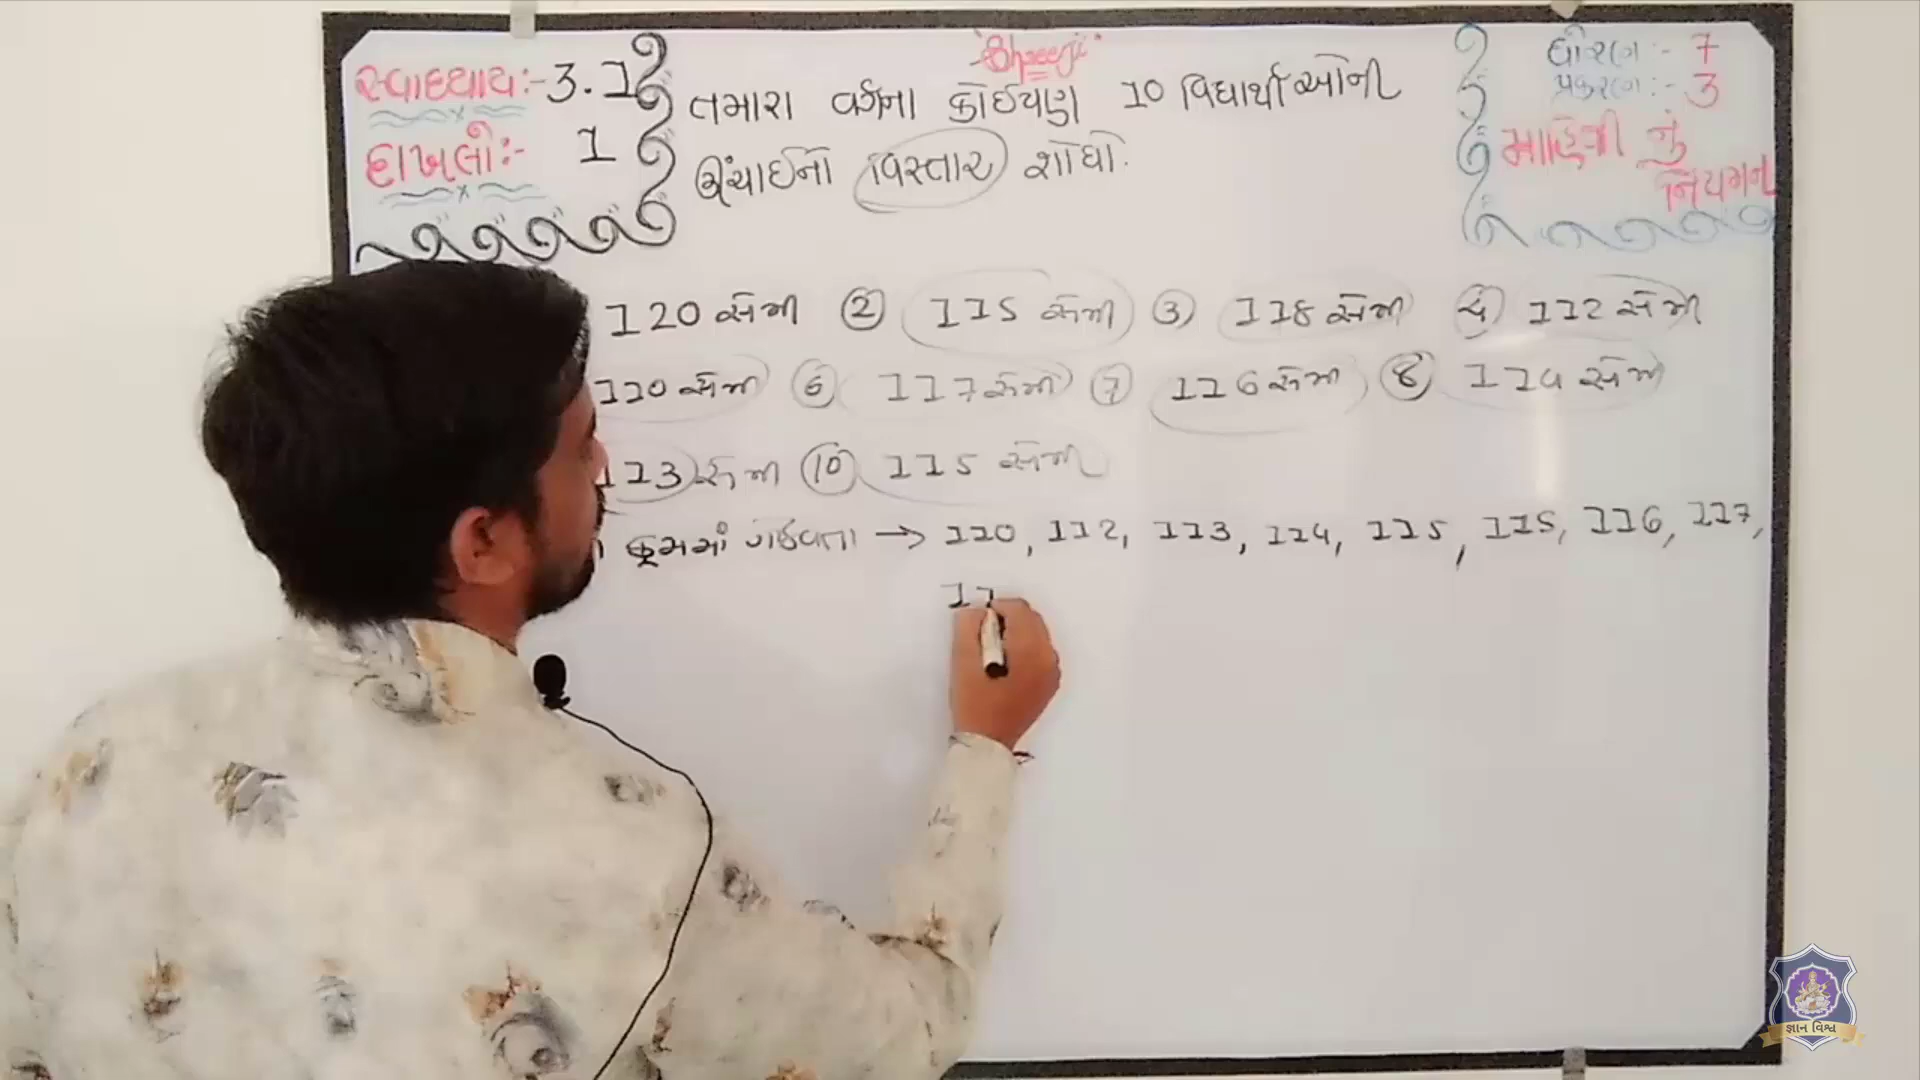 Shreeji
સ્વાધ્યાય:- 3.1
દાખલો:- 1
તમારા વર્ગના કોઈપણ 10 વિદ્યાર્થીઓની
ઊંચાઈનો વિસ્તાર શોધો.
ધોરણ:- 7
પ્રકરણ:- 3
માહિતી નું
નિયમન
120 સેમી ② 115 સેમી ③ 118 સેમી ④ 112 સેમી
110 સેમી ⑥ 117 સેમી ⑦ 116 સેમી ⑧ 114 સેમી
113 સેમી ⑩ 115 સેમી
ક્રમમાં ગોઠવતા → 110, 112, 113, 114, 115, 115, 116, 117,
11
જ્ઞાન વિશ્વ